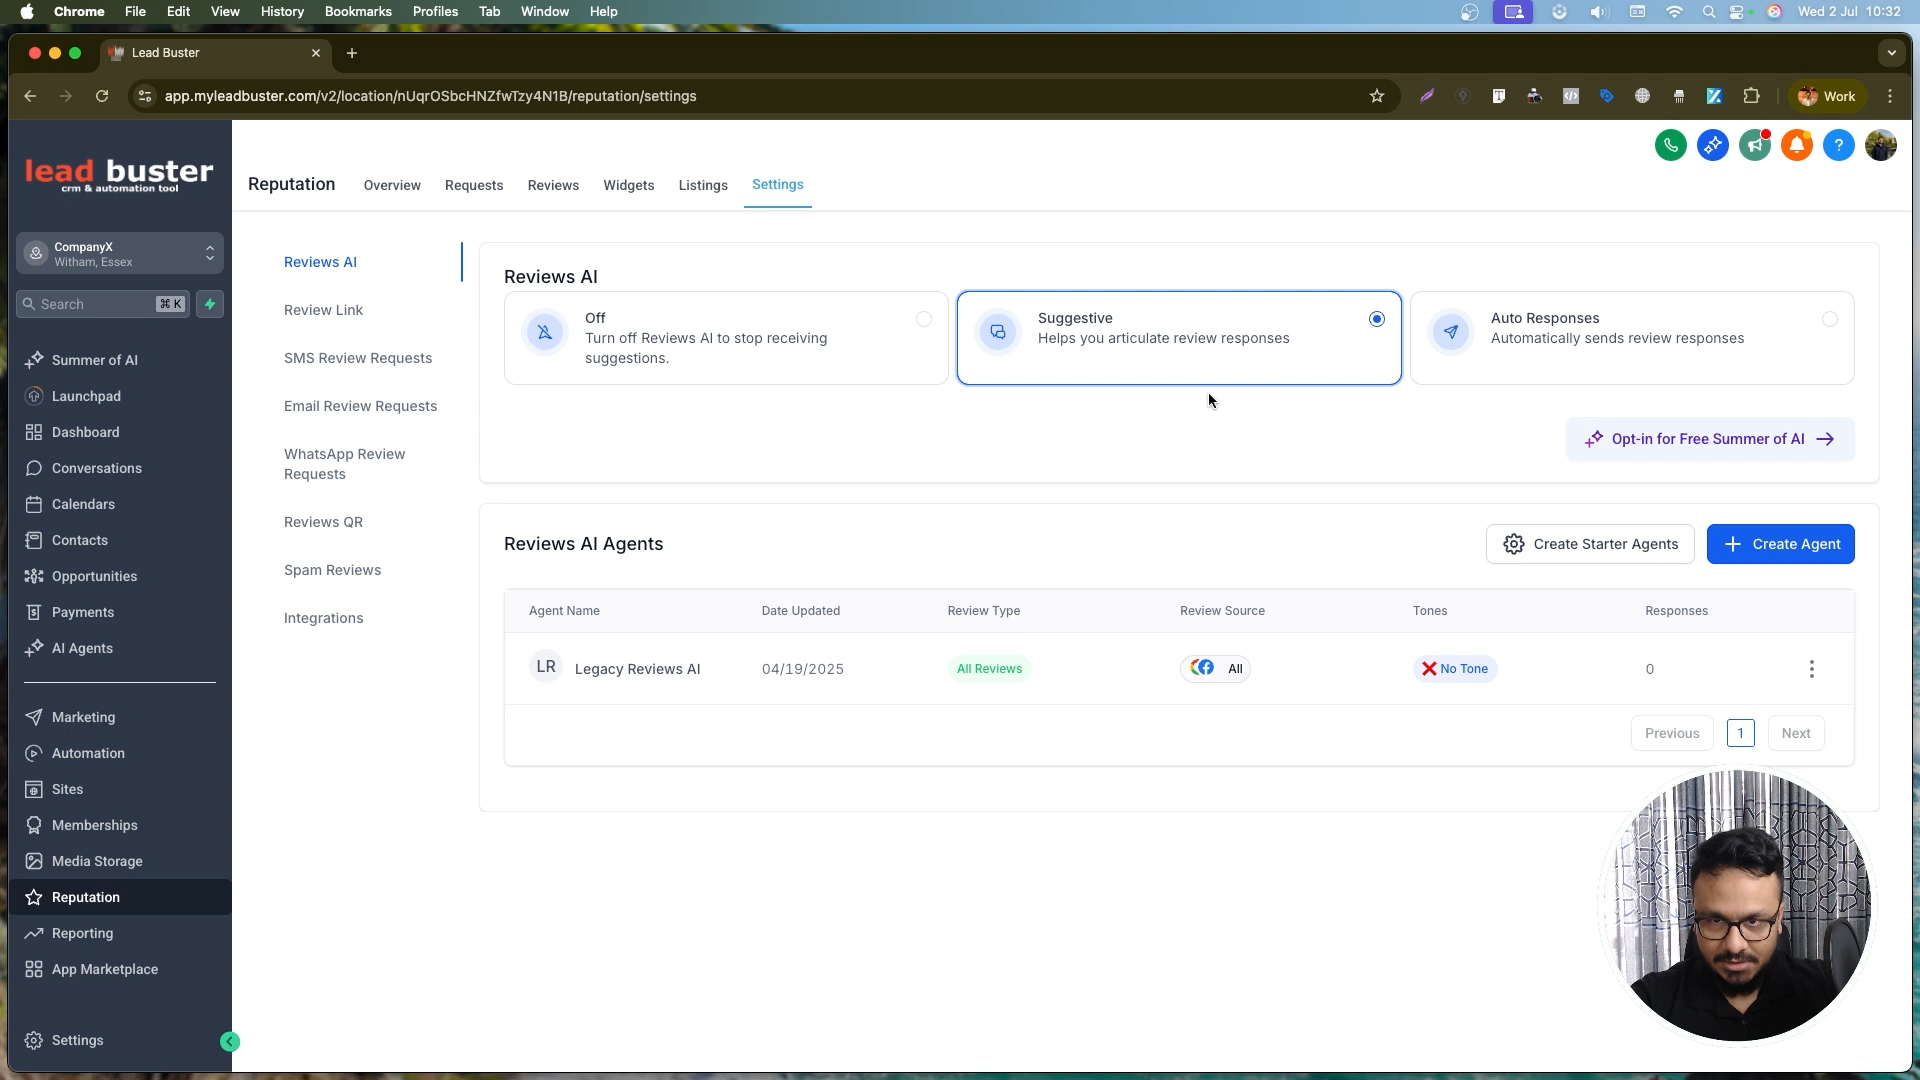 Chrome File Edit View History Bookmarks Profiles Tab Window Help Wed 2 Jul 10:32
Lead Buster
app.myleadbuster.com/v2/location/nUqrOSbcHNZfwTzy4N1B/reputation/settings
Work
lead buster
crm & automation tool
CompanyX
Witham, Essex
Search ⌘ K
Summer of AI
Launchpad
Dashboard
Conversations
Calendars
Contacts
Opportunities
Payments
AI Agents
Marketing
Automation
Sites
Memberships
Media Storage
Reputation
Reporting
App Marketplace
Settings
Reputation Overview Requests Reviews Widgets Listings Settings
Reviews AI
Review Link
SMS Review Requests
Email Review Requests
WhatsApp Review
Requests
Reviews QR
Spam Reviews
Integrations
Reviews AI
Off
Turn off Reviews AI to stop receiving
suggestions.
Suggestive
Helps you articulate review responses
Auto Responses
Automatically sends review responses
Opt-in for Free Summer of AI
Reviews AI Agents
Create Starter Agents
Create Agent
Agent Name Date Updated Review Type Review Source Tones Responses
LR Legacy Reviews AI 04/19/2025 All Reviews All No Tone 0
Previous 1 Next